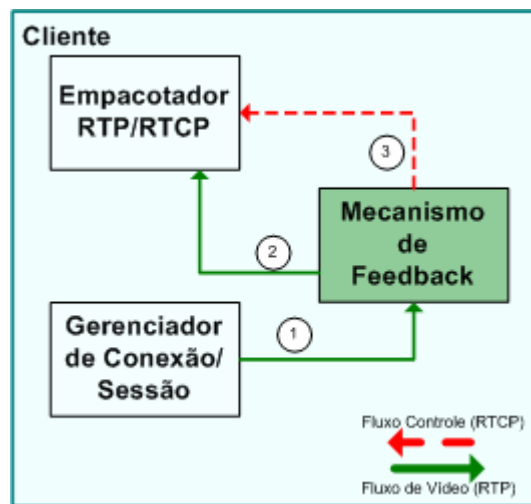 Cliente
Empacotador
RTP/RTCP
3
Mecanismo
de
Feedback
2
Gerenciador
de Conexão/
Sessão
1
Fluxo Controle (RTCP)
Fluxo de Vídeo (RTP)